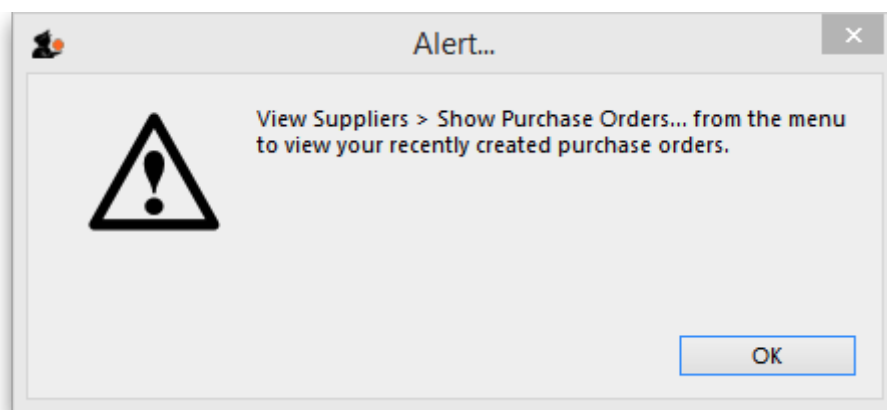 Alert...
View Suppliers > Show Purchase Orders... from the menu
to view your recently created purchase orders.
OK